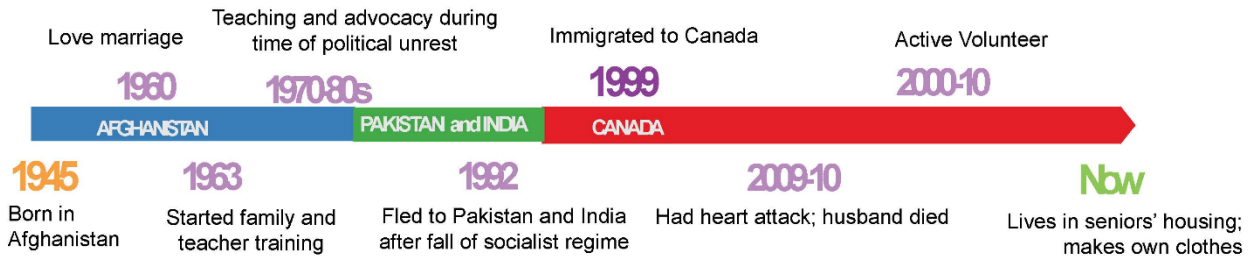 Love marriage
1960
Teaching and advocacy during
time of political unrest
1970-80s
Immigrated to Canada
1999
Active Volunteer
2000-10
AFGHANISTAN
PAKISTAN and INDIA
CANADA
1945
Born in
Afghanistan
1963
Started family and
teacher training
1992
Fled to Pakistan and India
after fall of socialist regime
2009-10
Had heart attack; husband died
Now
Lives in seniors' housing;
makes own clothes